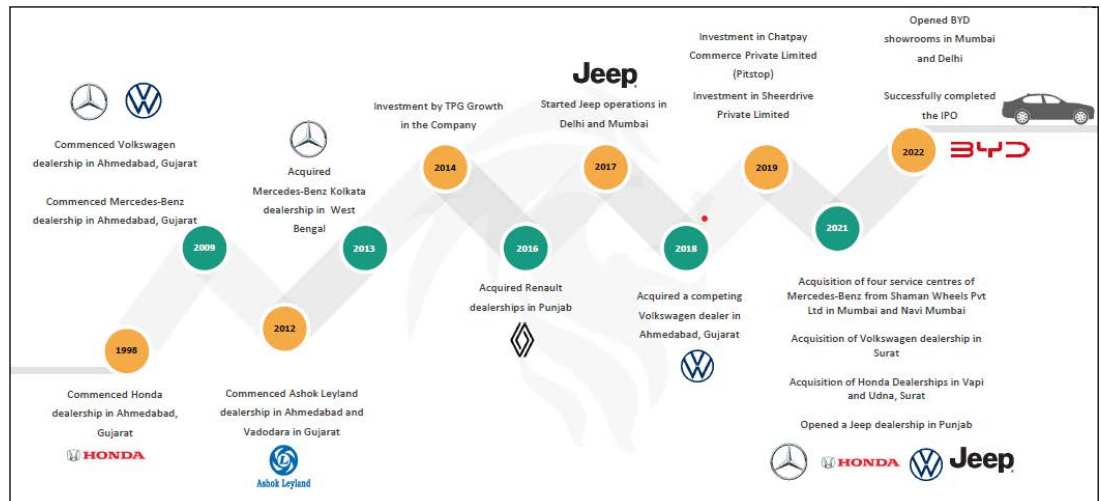 Commenced Volkswagen
dealership in Ahmedabad, Gujarat
Commenced Mercedes-Benz
dealership in Ahmedabad, Gujarat
2009
1998
Commenced Honda
dealership in Ahmedabad,
Gujarat
HONDA
2012
Commenced Ashok Leyland
dealership in Ahmedabad and
Vadodara in Gujarat
Ashok Leyland
Acquired
Mercedes-Benz Kolkata
dealership in West
Bengal
2013
Investment by TPG Growth
in the Company
2014
2016
Acquired Renault
dealerships in Punjab
Jeep
Started Jeep operations in
Delhi and Mumbai
2017
2018
Acquired a competing
Volkswagen dealer in
Ahmedabad, Gujarat
Investment in Chatpay
Commerce Private Limited
(Pitstop)
Investment in Sheerdrive
Private Limited
2019
2021
Acquisition of four service centres of
Mercedes-Benz from Shaman Wheels Pvt
Ltd in Mumbai and Navi Mumbai
Acquisition of Volkswagen dealership in
Surat
Acquisition of Honda Dealerships in Vapi
and Udna, Surat
Opened a Jeep dealership in Punjab
HONDA
Jeep
Opened BYD
showrooms in Mumbai
and Delhi
Successfully completed
the IPO
2022
BYD